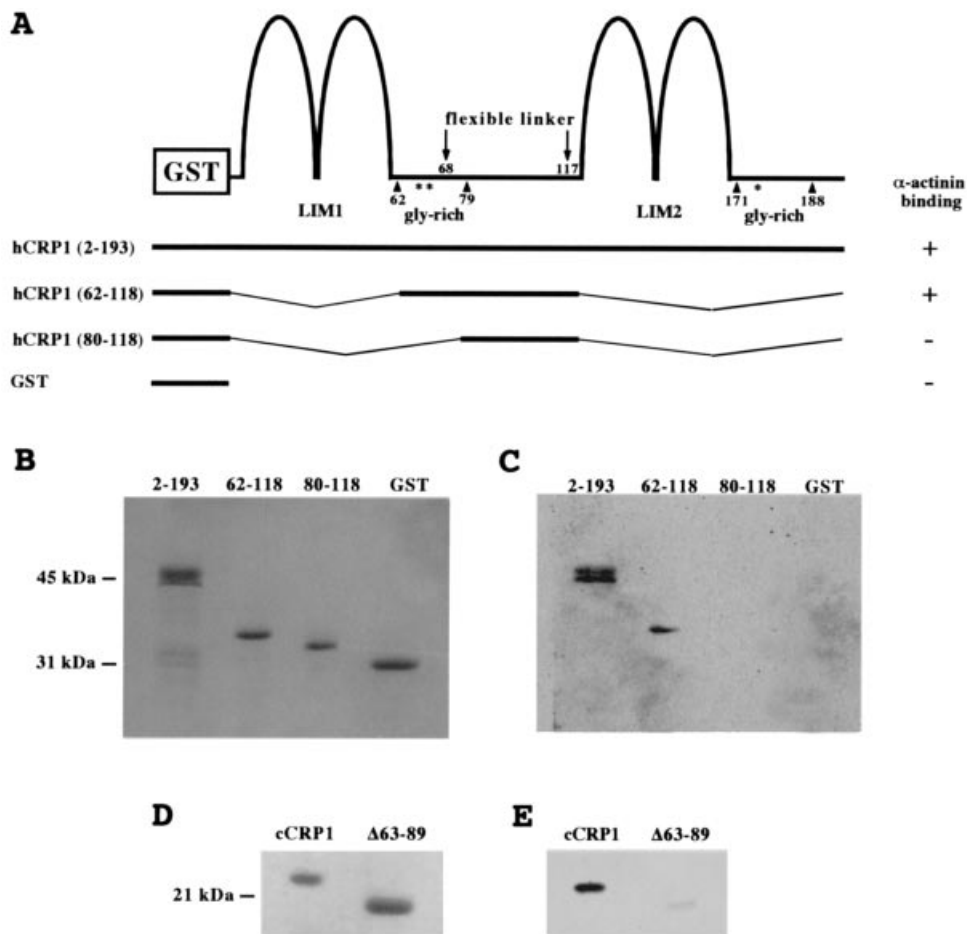 A
flexible linker
GST
68
117
62
**
79
171
*
188
LIM1
gly-rich
LIM2
gly-rich
α-actinin
binding
hCRP1 (2-193)
+
hCRP1 (62-118)
+
hCRP1 (80-118)
-
GST
-
B
2-193 62-118 80-118 GST
45 kDa
31 kDa
C
2-193 62-118 80-118 GST
D
cCRP1 Δ63-89
21 kDa
E
cCRP1 Δ63-89